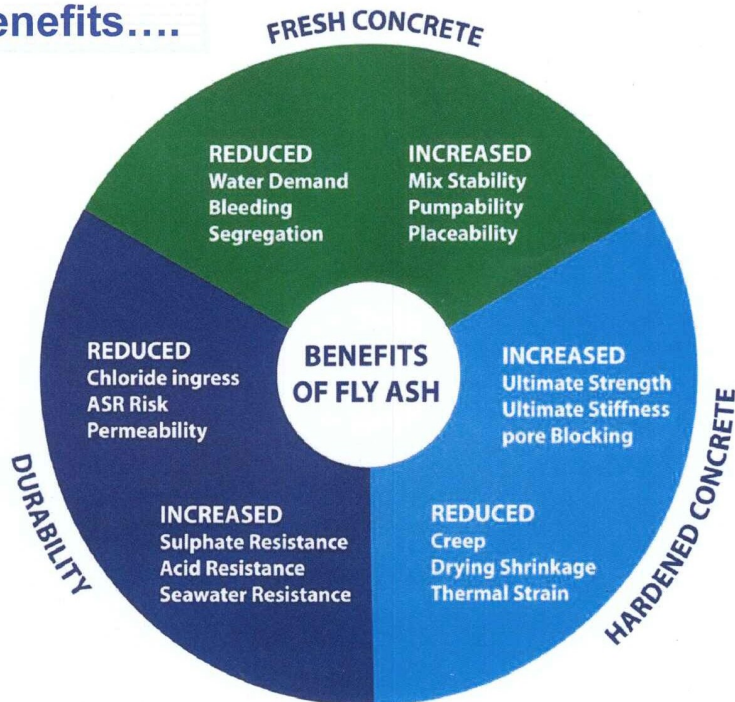 enefits....
FRESH CONCRETE
REDUCED
Water Demand
Bleeding
Segregation
INCREASED
Mix Stability
Pumpability
Placeability
REDUCED
Chloride ingress
ASR Risk
Permeability
BENEFITS
OF FLY ASH
INCREASED
Ultimate Strength
Ultimate Stiffness
pore Blocking
DURABILITY
INCREASED
Sulphate Resistance
Acid Resistance
Seawater Resistance
REDUCED
Creep
Drying Shrinkage
Thermal Strain
HARDENED CONCRETE